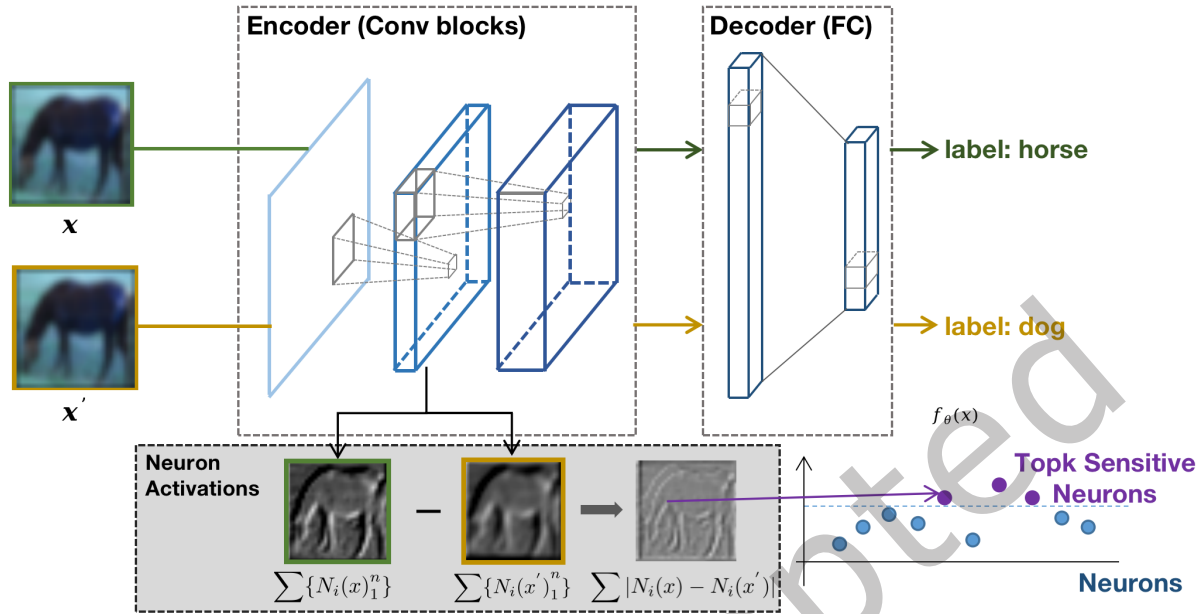 Encoder (Conv blocks)
Decoder (FC)
x
label: horse
x′
label: dog
f_θ(x)
Neuron
Activations
Topk Sensitive
Neurons
∑{N_i(x)_1^n}
−
∑{N_i(x′)_1^n}
∑|N_i(x) − N_i(x′)|
Neurons
pted